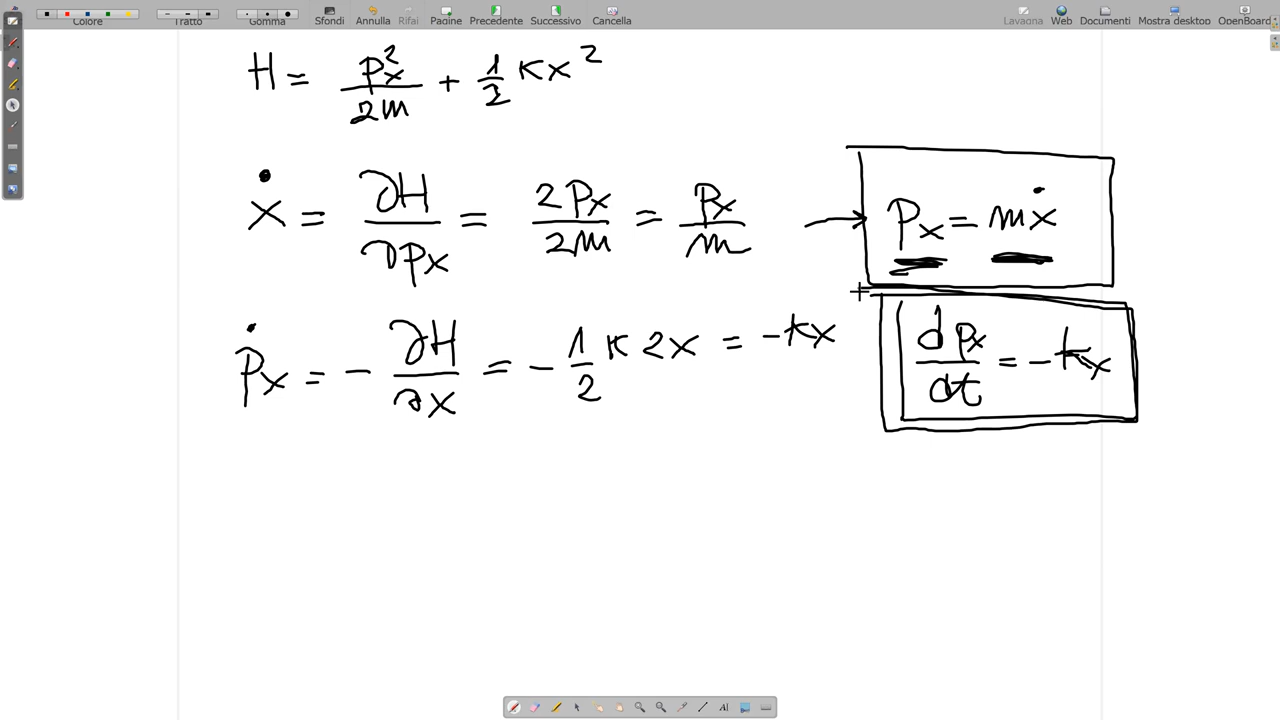 Colore Tratto Gomma Sfondi Annulla Rifai Pagine Precedente Successivo Cancella Lavagna Web Documenti Mostra desktop OpenBoard
H = Px²/2m + 1/2 Kx²
ẋ = ∂H/∂px = 2Px/2m = Px/m → Px = mẋ
Ṗx = - ∂H/∂x = - 1/2 K 2x = -kx
dpx/dt = -kx